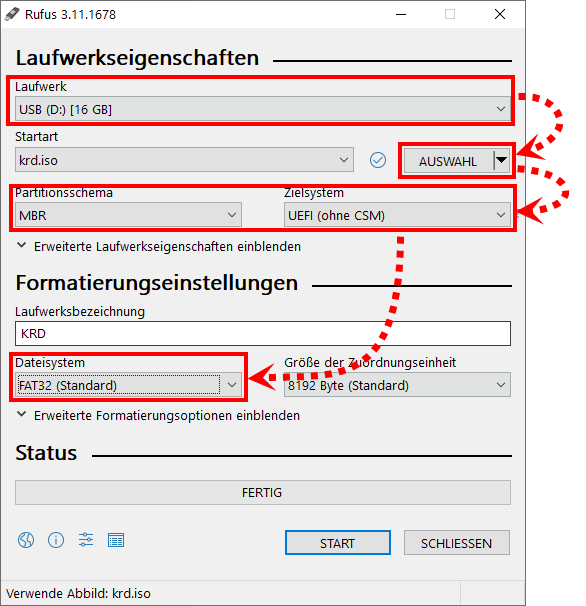 Rufus 3.11.1678
Laufwerkseigenschaften
Laufwerk
USB (D:) [16 GB]
Startart
krd.iso
AUSWAHL
Partitionsschema
Zielsystem
MBR
UEFI (ohne CSM)
Erweiterte Laufwerkseigenschaften einblenden
Formatierungseinstellungen
Laufwerksbezeichnung
KRD
Dateisystem
Größe der Zuordnungseinheit
FAT32 (Standard)
8192 Byte (Standard)
Erweiterte Formatierungsoptionen einblenden
Status
FERTIG
START
SCHLIESSEN
Verwende Abbild: krd.iso